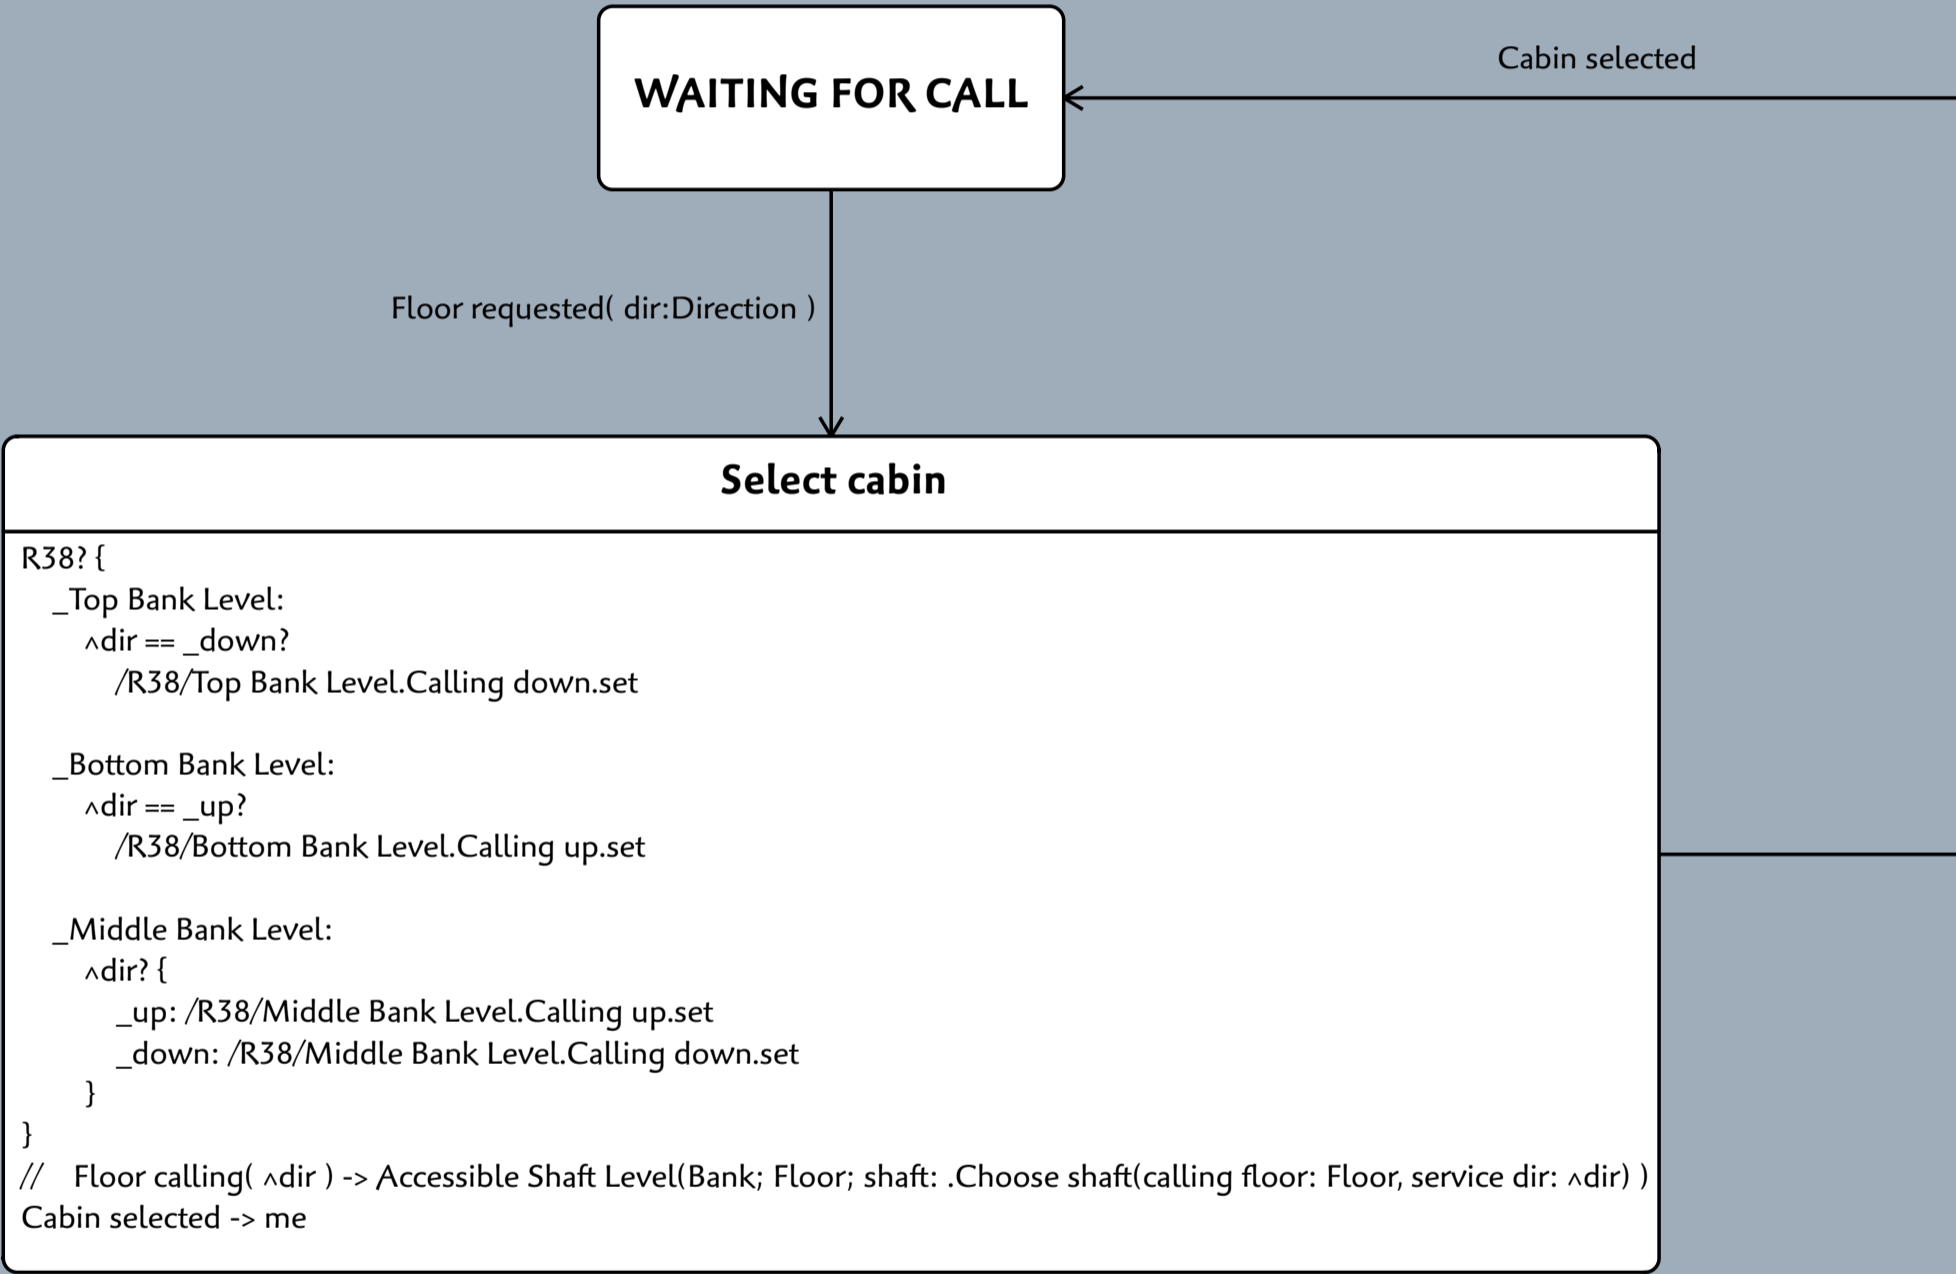 WAITING FOR CALL
Cabin selected
Floor requested( dir:Direction )
Select cabin
R38? {
_Top Bank Level:
^dir == _down?
/R38/Top Bank Level.Calling down.set
_Bottom Bank Level:
^dir == _up?
/R38/Bottom Bank Level.Calling up.set
_Middle Bank Level:
^dir? {
_up: /R38/Middle Bank Level.Calling up.set
_down: /R38/Middle Bank Level.Calling down.set
}
}
// Floor calling( ^dir ) -> Accessible Shaft Level(Bank; Floor; shaft: .Choose shaft(calling floor: Floor, service dir: ^dir) )
Cabin selected -> me